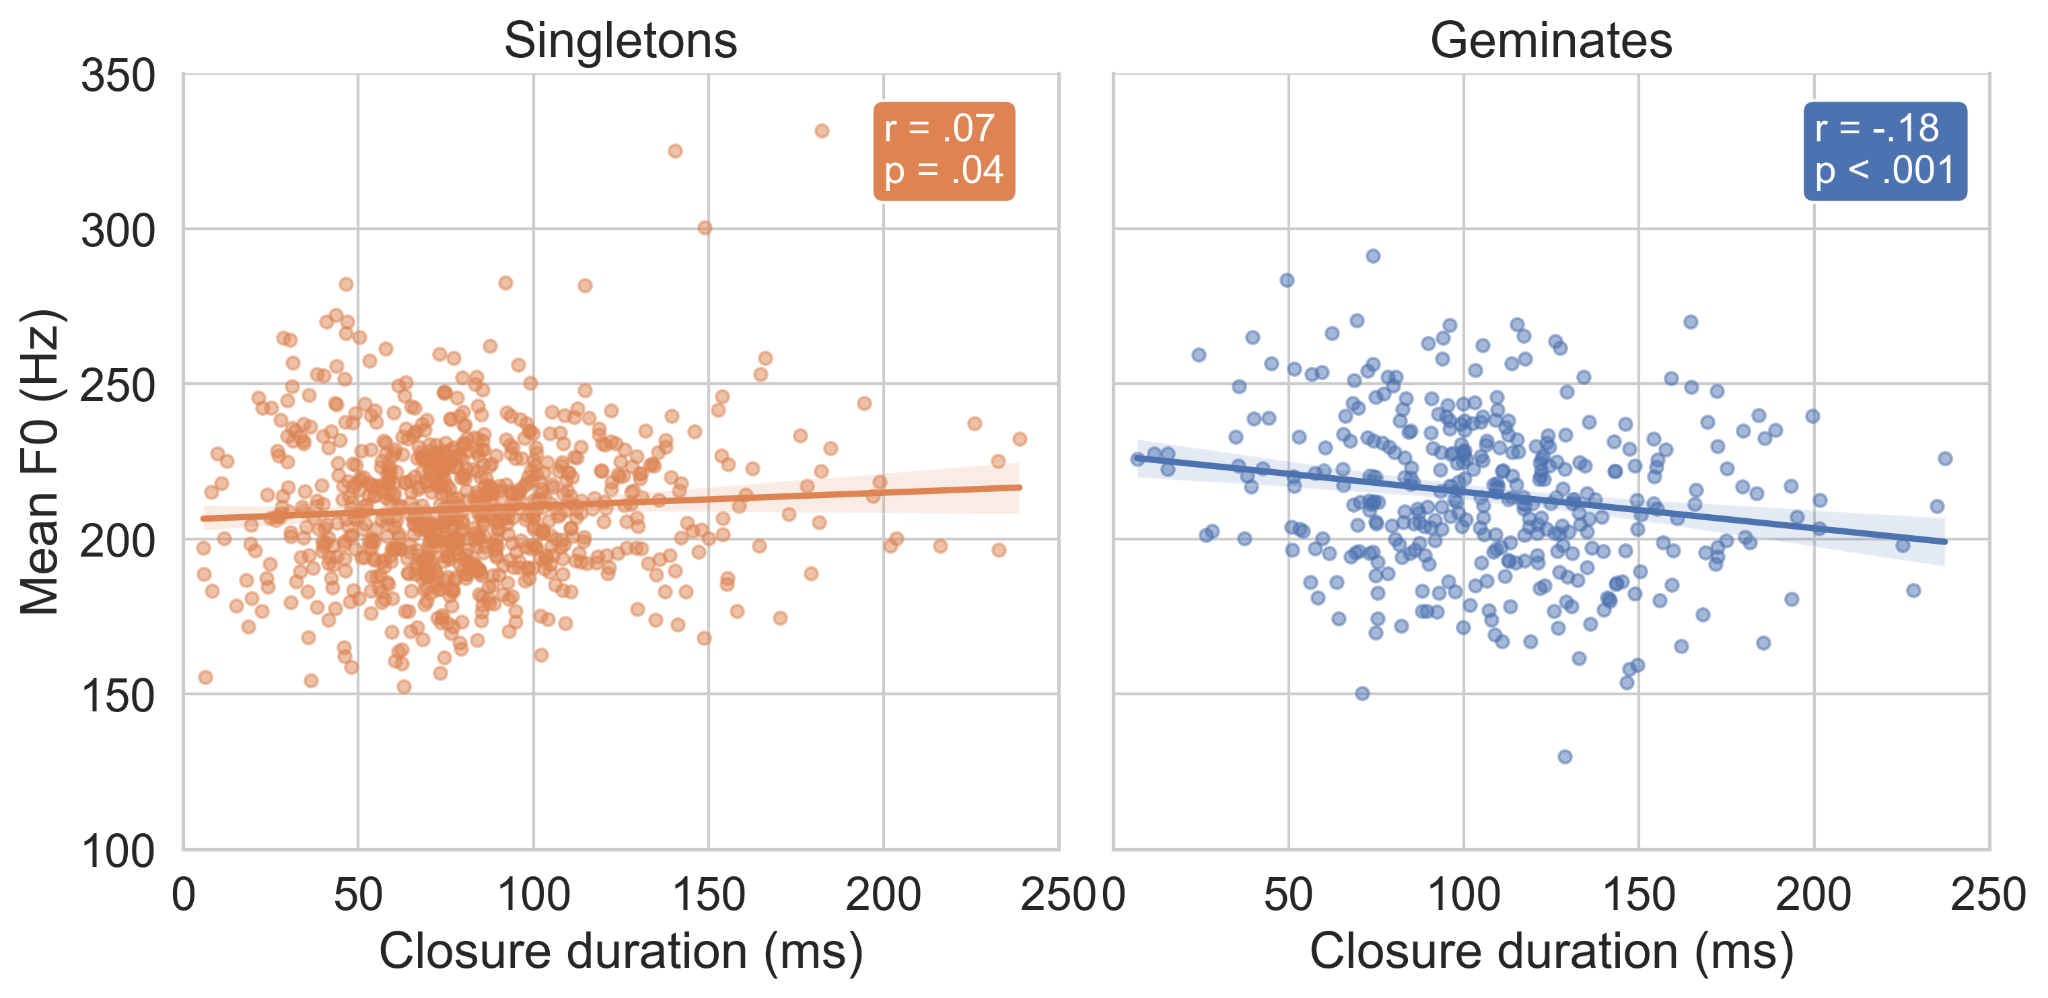 Singletons
Geminates
350
300
250
200
150
100
Mean F0 (Hz)
r = .07
p = .04
r = -.18
p < .001
0 50 100 150 200 250
0 50 100 150 200 250
Closure duration (ms)
Closure duration (ms)